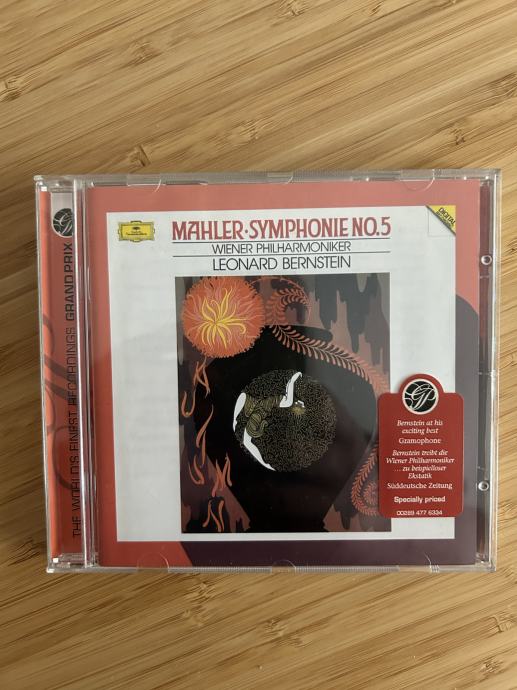 THE WORLD'S FINEST RECORDINGS GRAND PRIX
MAHLER·SYMPHONIE NO.5
WIENER PHILHARMONIKER
LEONARD BERNSTEIN
DIGITAL
Bernstein at his
exciting best
Gramophone
Bernstein treibt die
Wiener Philharmoniker
... zu beispielloser
Ekstatik
Süddeutsche Zeitung
Specially priced
00289 477 6334